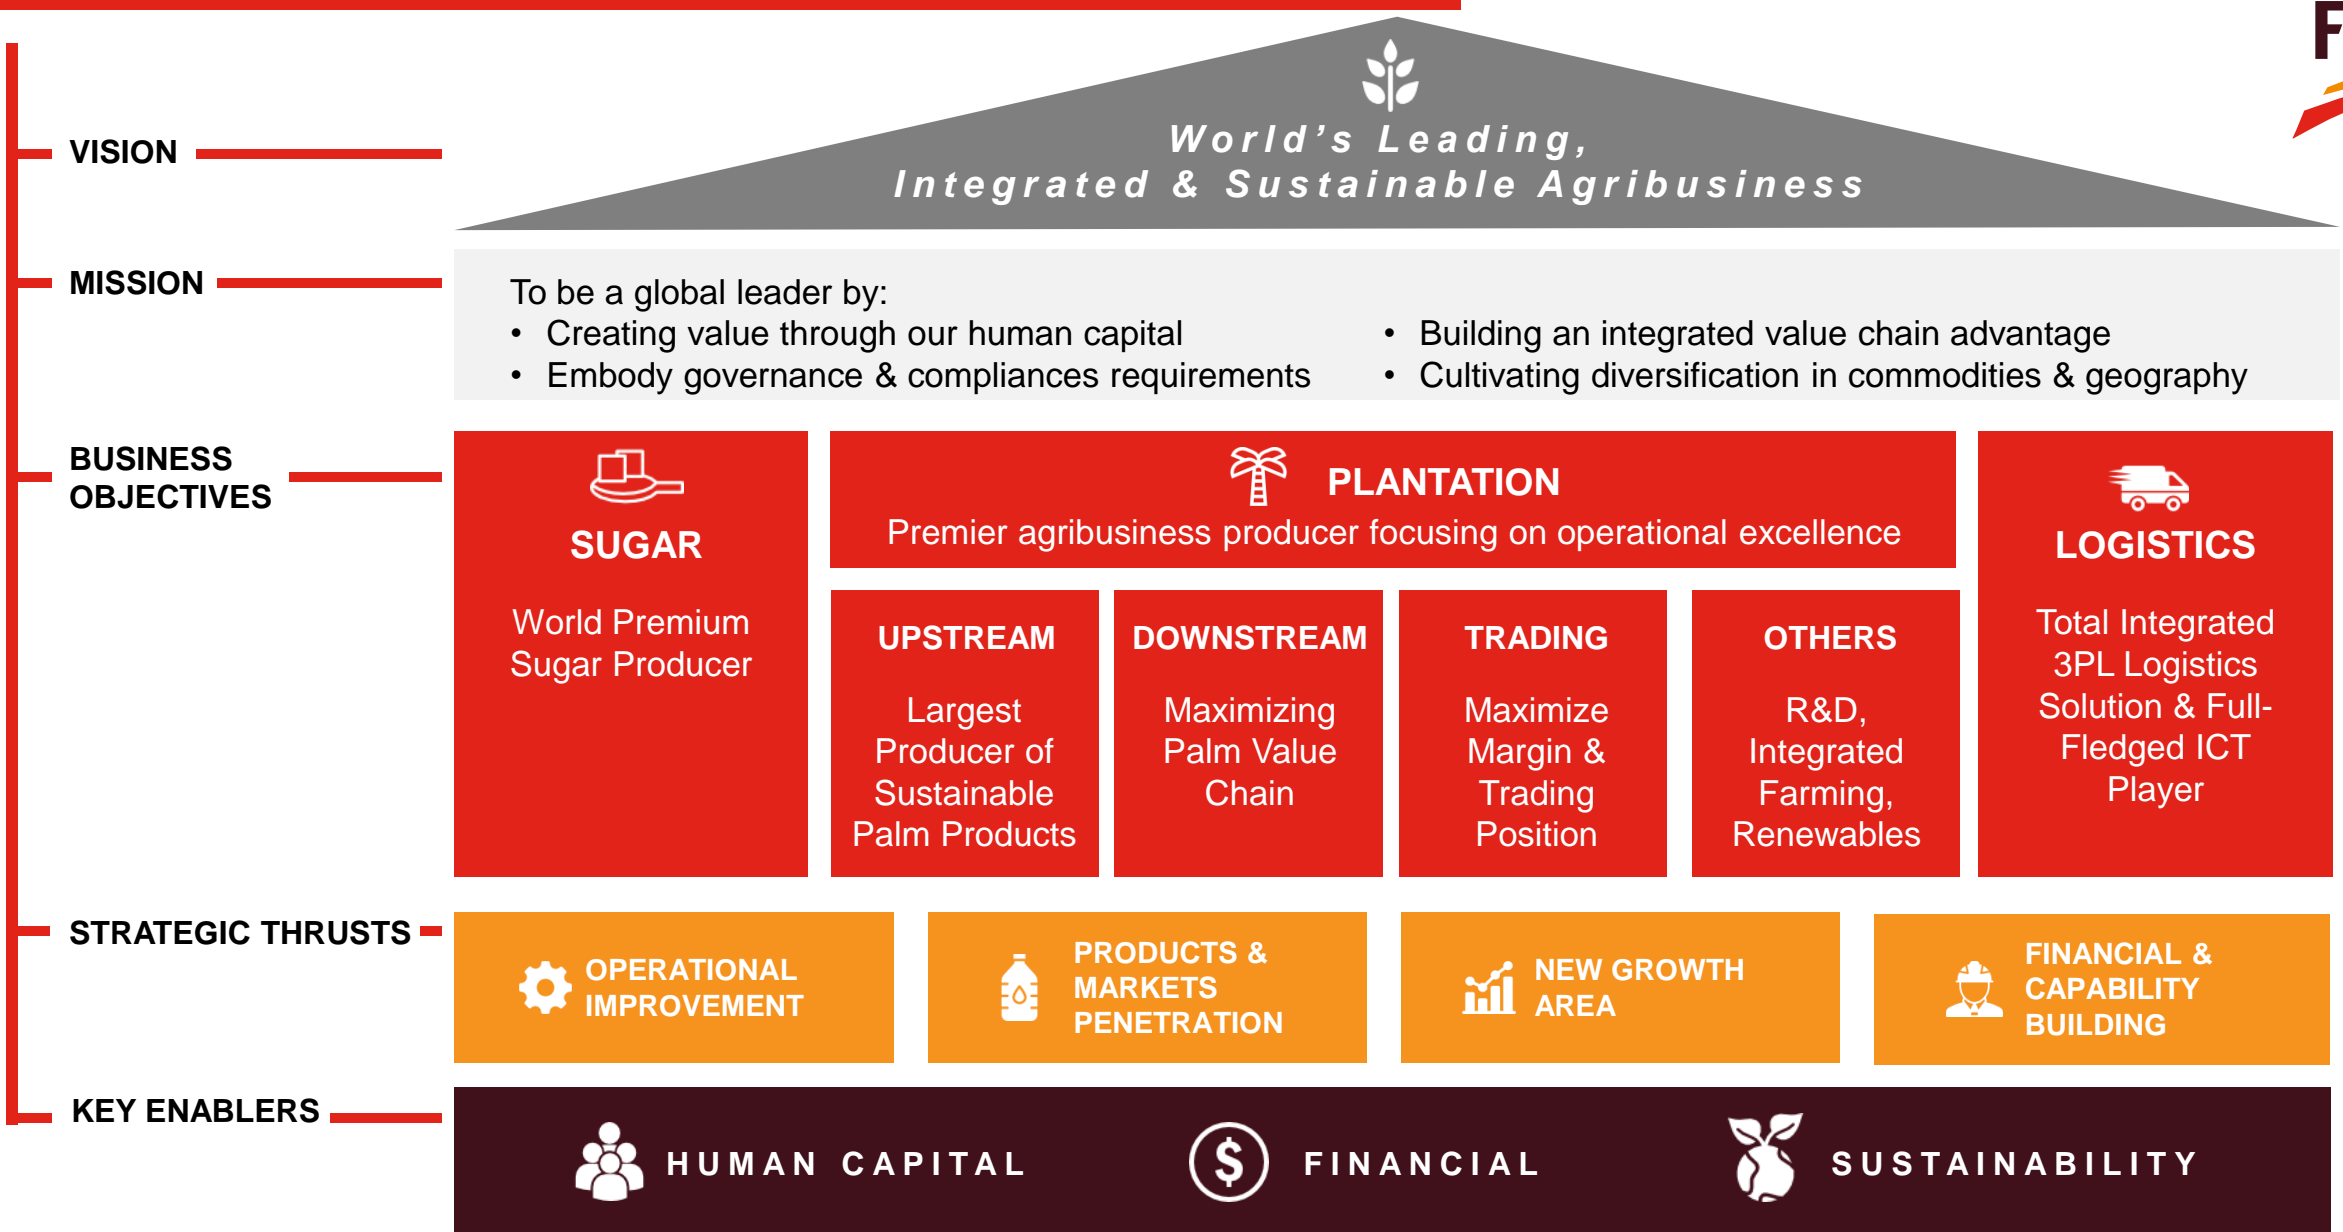 F
VISION
World’s Leading,
Integrated & Sustainable Agribusiness
MISSION
To be a global leader by:
• Creating value through our human capital
• Embody governance & compliances requirements
• Building an integrated value chain advantage
• Cultivating diversification in commodities & geography
BUSINESS
OBJECTIVES
SUGAR
World Premium
Sugar Producer
PLANTATION
Premier agribusiness producer focusing on operational excellence
UPSTREAM
Largest
Producer of
Sustainable
Palm Products
DOWNSTREAM
Maximizing
Palm Value
Chain
TRADING
Maximize
Margin &
Trading
Position
OTHERS
R&D,
Integrated
Farming,
Renewables
LOGISTICS
Total Integrated
3PL Logistics
Solution & Full-
Fledged ICT
Player
STRATEGIC THRUSTS
OPERATIONAL
IMPROVEMENT
PRODUCTS &
MARKETS
PENETRATION
NEW GROWTH
AREA
FINANCIAL &
CAPABILITY
BUILDING
KEY ENABLERS
HUMAN CAPITAL
$
FINANCIAL
SUSTAINABILITY